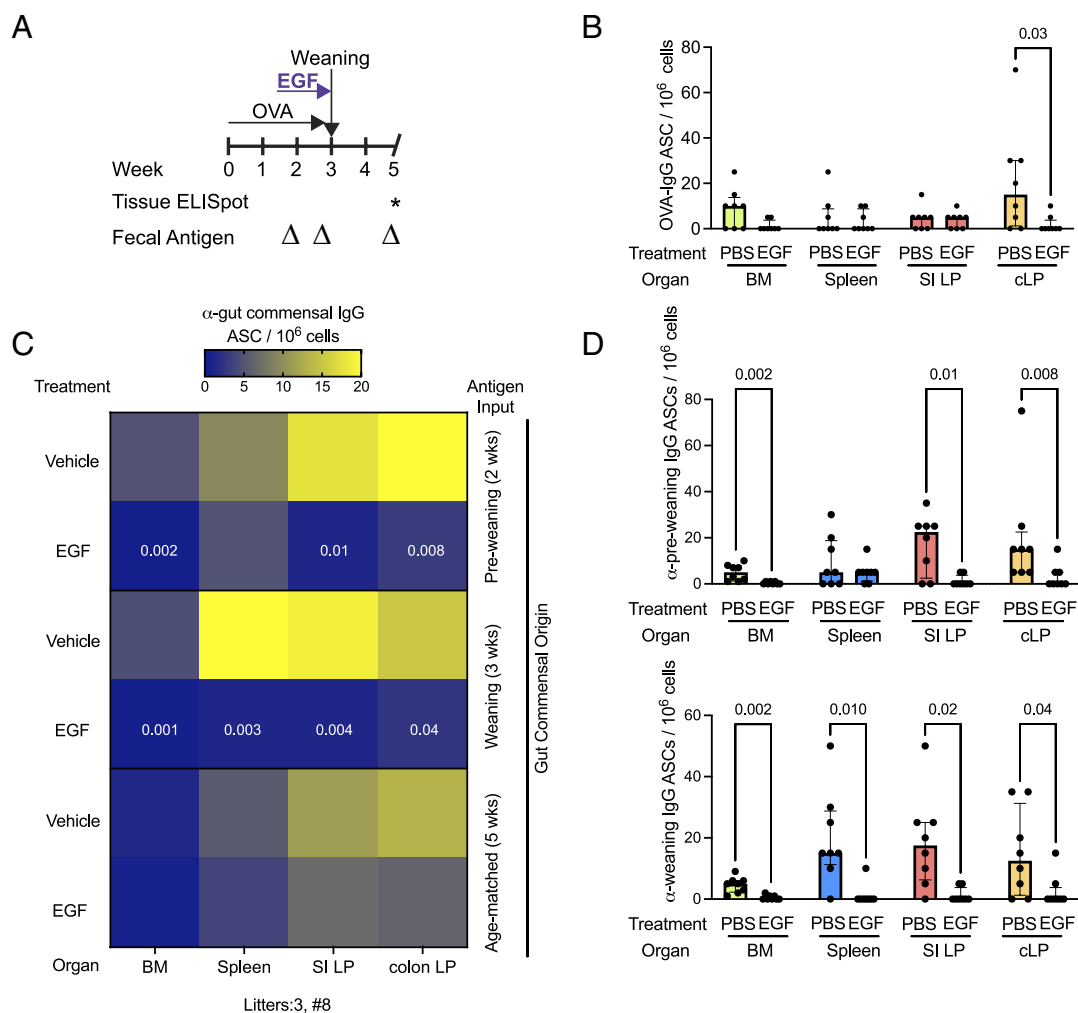 A
Weaning
EGF
OVA
Week
0 1 2 3 4 5
Tissue ELISpot *
Fecal Antigen Δ Δ Δ
B
0.03
OVA-IgG ASC / 10⁶ cells
80
60
40
20
0
Treatment PBS EGF PBS EGF PBS EGF PBS EGF
Organ BM Spleen SI LP cLP
C
α-gut commensal IgG
ASC / 10⁶ cells
0 5 10 15 20
Treatment
Antigen
Input
Vehicle
EGF 0.002 0.01 0.008
Pre-weaning (2 wks)
Vehicle
EGF 0.001 0.003 0.004 0.04
Weaning (3 wks)
Vehicle
EGF
Age-matched (5 wks)
Gut Commensal Origin
Organ BM Spleen SI LP colon LP
Litters:3, #8
D
0.002 0.01 0.008
α-pre-weaning IgG ASCs / 10⁶ cells
80
60
40
20
0
Treatment PBS EGF PBS EGF PBS EGF PBS EGF
Organ BM Spleen SI LP cLP
0.002 0.010 0.02 0.04
α-weaning IgG ASCs / 10⁶ cells
60
40
20
0
Treatment PBS EGF PBS EGF PBS EGF PBS EGF
Organ BM Spleen SI LP cLP